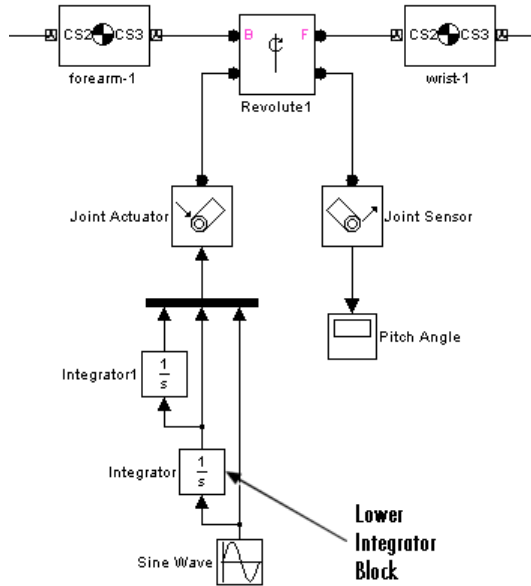 CS2 CS3
B F
CS2 CS3
forearm-1
Revolute1
wrist-1
Joint Actuator
Joint Sensor
Pitch Angle
Integrator1
1
s
Integrator
1
s
Lower
Integrator
Block
Sine Wave